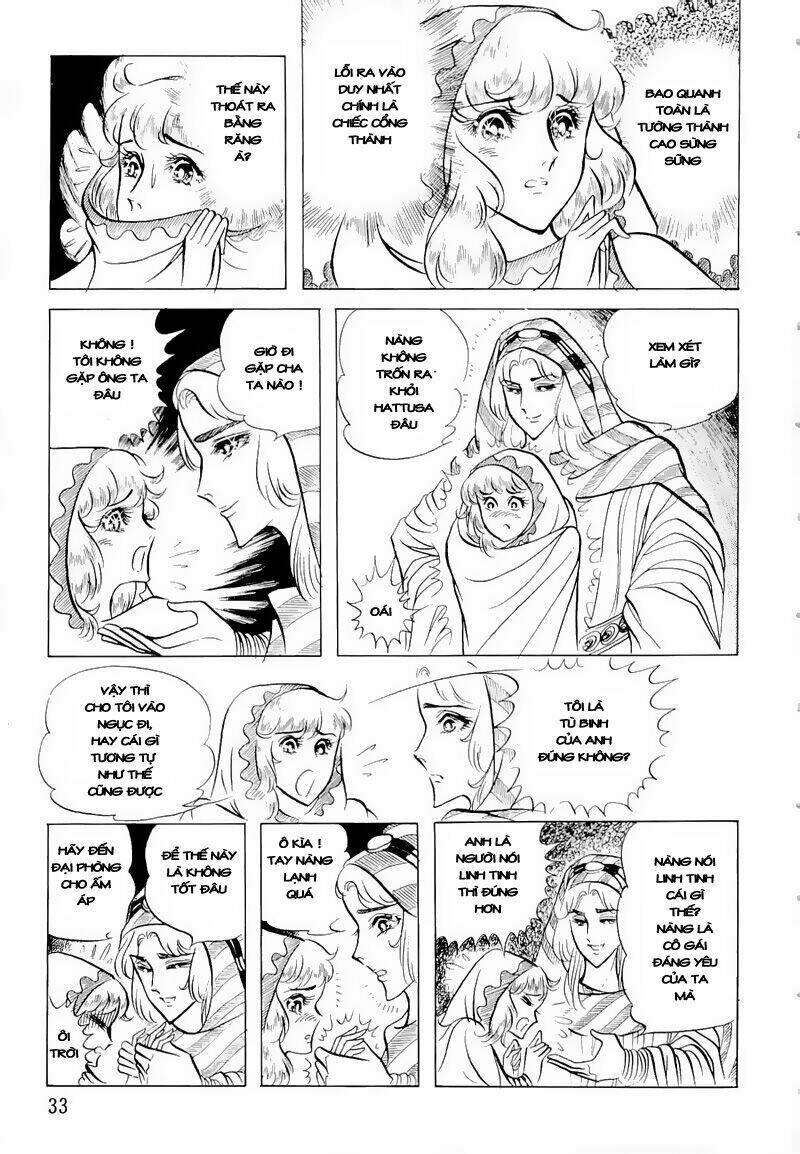 BAO QUANH
TOÀN LÀ
TƯỜNG THÀNH
CAO SỪNG
SỮNG
LỖI RA VÀO
DUY NHẤT
CHÍNH LÀ
CHIẾC CỔNG
THÀNH
THẾ NÀY
THOÁT RA
BẰNG
RĂNG
À?
XEM XÉT
LÀM GÌ?
NÀNG
KHÔNG
TRỐN RA
KHỎI
HATTUSA
ĐÂU
OÁI
GIỜ ĐI
GẶP CHA
TA NÀO !
KHÔNG !
TÔI KHÔNG
GẶP ÔNG TA
ĐÂU
TÔI LÀ
TÙ BINH
CỦA ANH
ĐÚNG KHÔNG?
VẬY THÌ
CHO TÔI VÀO
NGỤC ĐI,
HAY CÁI GÌ
TƯƠNG TỰ
NHƯ THẾ
CŨNG ĐƯỢC
NÀNG NÓI
LINH TINH
CÁI GÌ
THẾ?
NÀNG LÀ
CÔ GÁI
ĐÁNG YÊU
CỦA TA
MÀ
ANH LÀ
NGƯỜI NÓI
LINH TINH
THÌ ĐÚNG
HƠN
Ô KÌA !
TAY NÀNG
LẠNH
QUÁ
ĐỂ THẾ NÀY
LÀ KHÔNG
TỐT ĐÂU
HÃY ĐẾN
ĐẠI PHÒNG
CHO ẤM
ÁP
ÔI
TRỜI
33